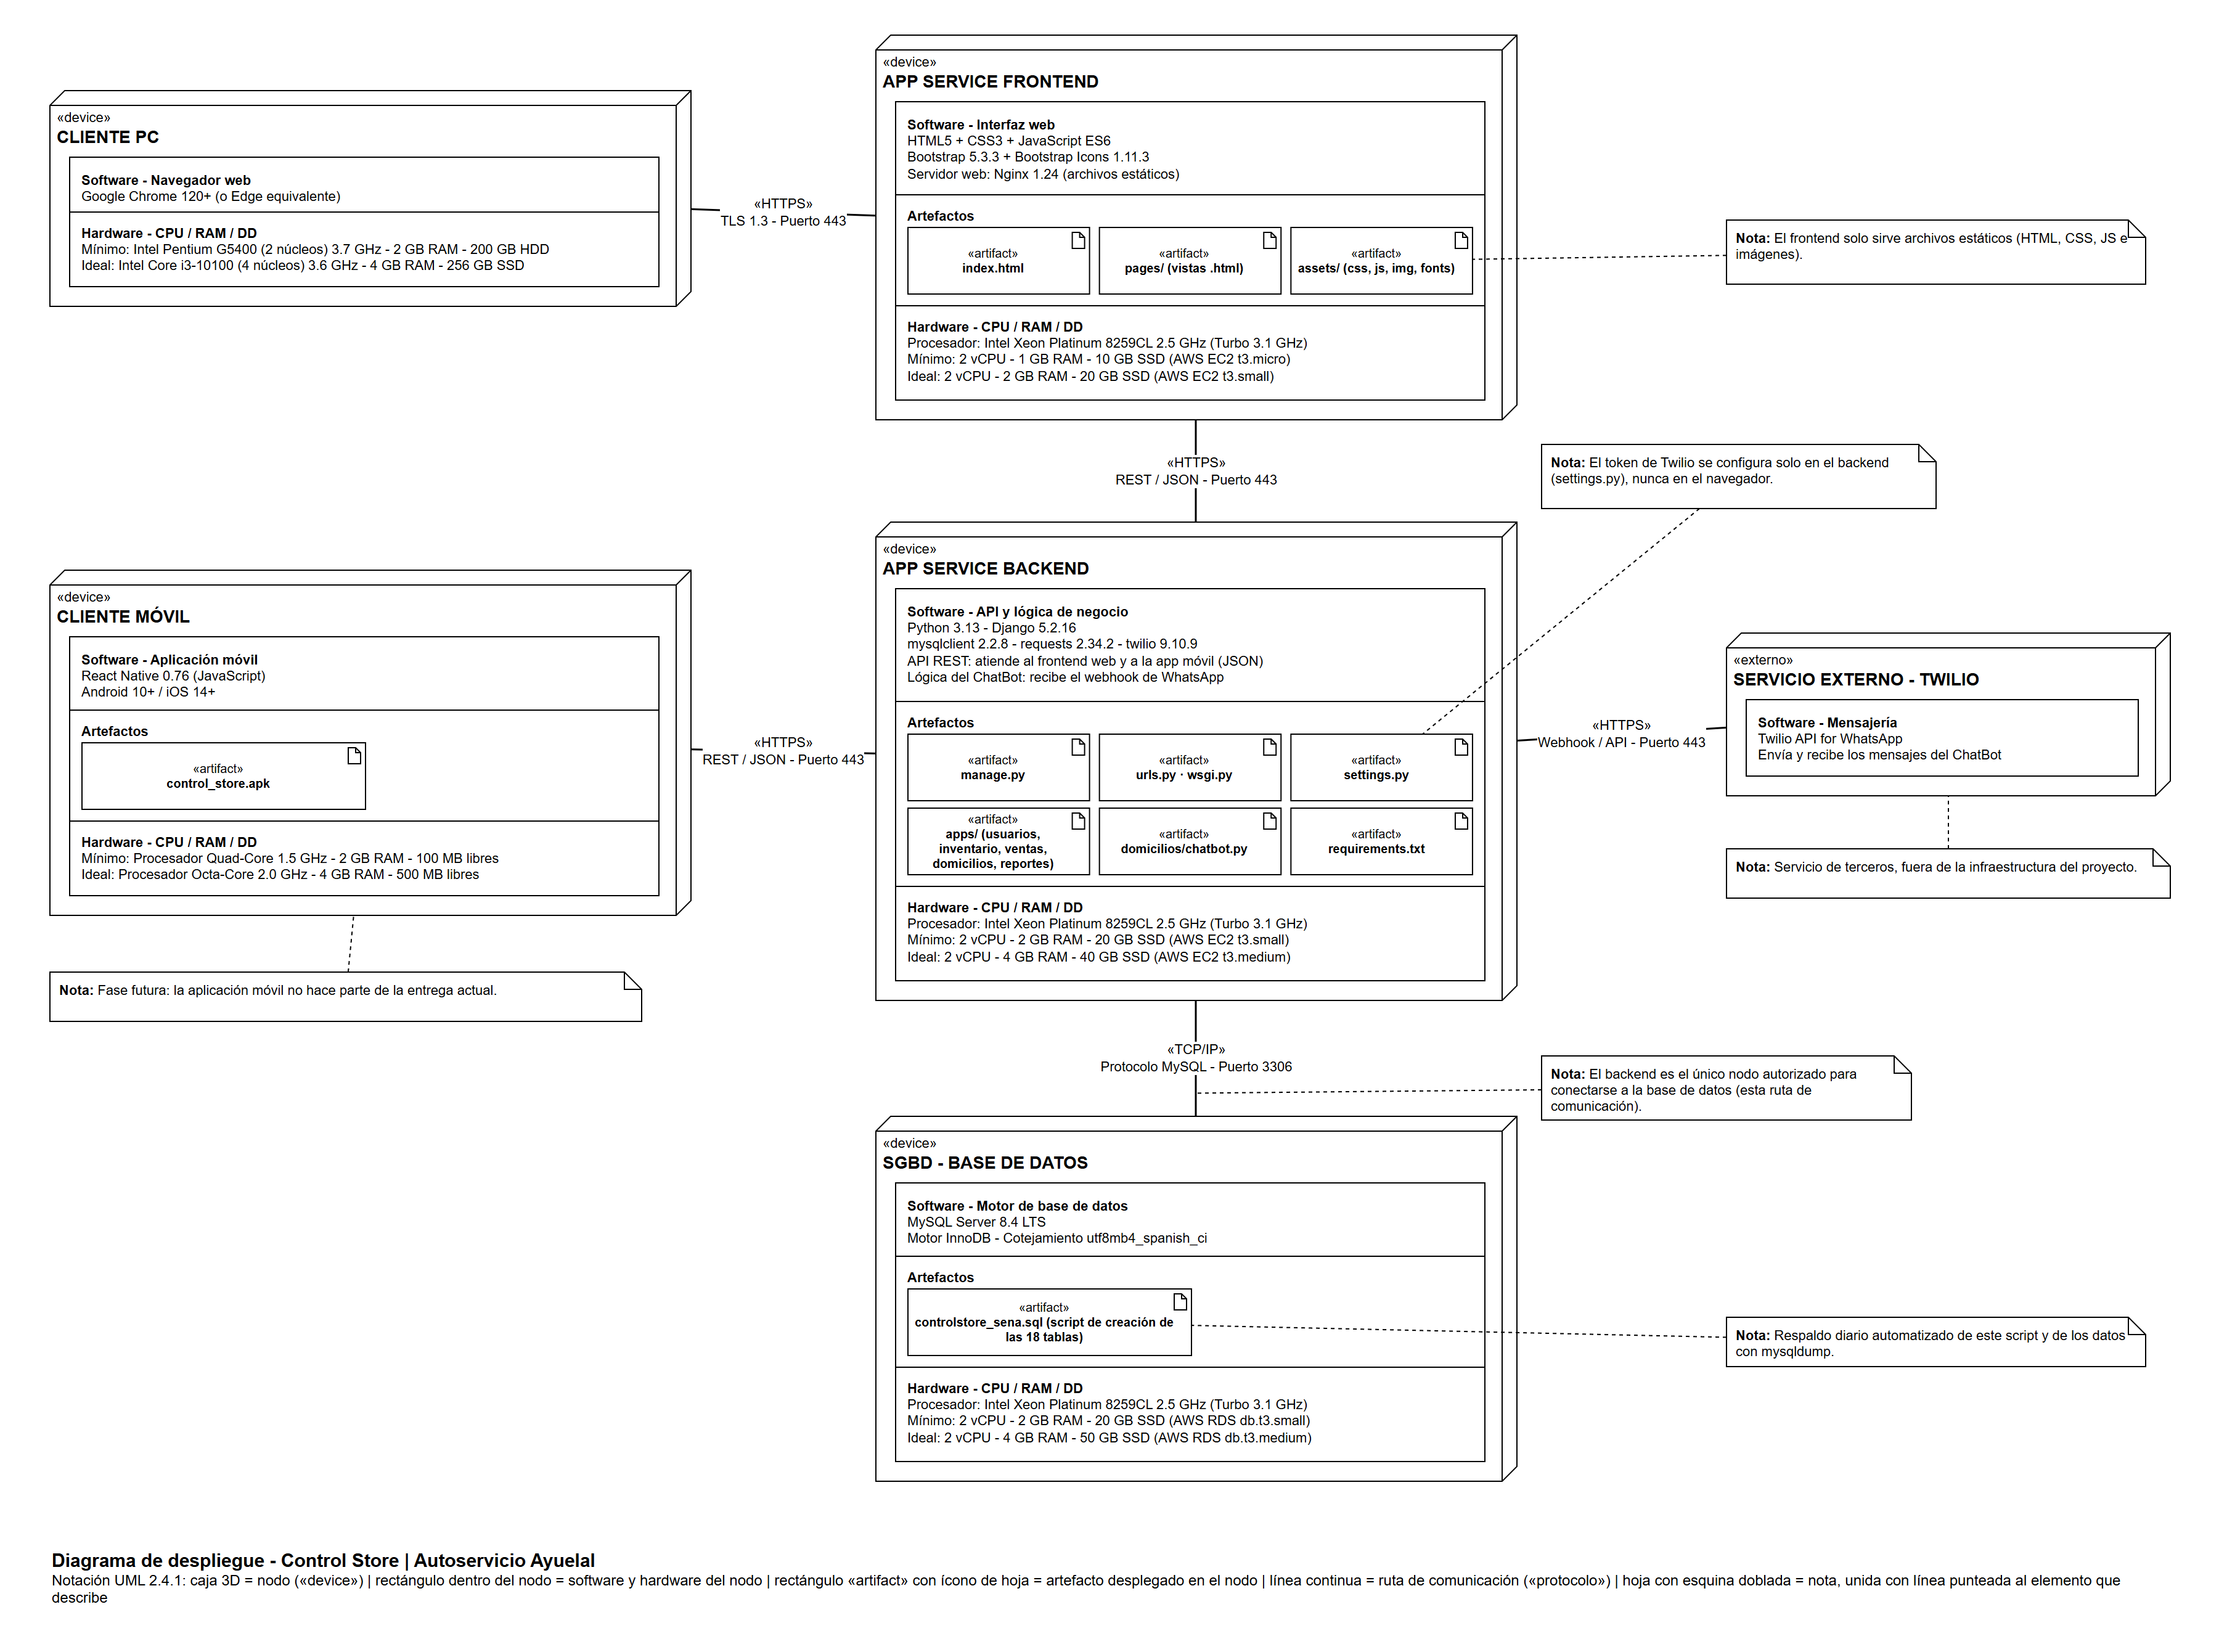 «device»
CLIENTE PC
Software - Navegador web
Google Chrome 120+ (o Edge equivalente)
Hardware - CPU / RAM / DD
Mínimo: Intel Pentium G5400 (2 núcleos) 3.7 GHz - 2 GB RAM - 200 GB HDD
Ideal: Intel Core i3-10100 (4 núcleos) 3.6 GHz - 4 GB RAM - 256 GB SSD
«HTTPS»
TLS 1.3 - Puerto 443
«device»
APP SERVICE FRONTEND
Software - Interfaz web
HTML5 + CSS3 + JavaScript ES6
Bootstrap 5.3.3 + Bootstrap Icons 1.11.3
Servidor web: Nginx 1.24 (archivos estáticos)
Artefactos
«artifact»
index.html
«artifact»
pages/ (vistas .html)
«artifact»
assets/ (css, js, img, fonts)
Hardware - CPU / RAM / DD
Procesador: Intel Xeon Platinum 8259CL 2.5 GHz (Turbo 3.1 GHz)
Mínimo: 2 vCPU - 1 GB RAM - 10 GB SSD (AWS EC2 t3.micro)
Ideal: 2 vCPU - 2 GB RAM - 20 GB SSD (AWS EC2 t3.small)
Nota: El frontend solo sirve archivos estáticos (HTML, CSS, JS e
imágenes).
«HTTPS»
REST / JSON - Puerto 443
Nota: El token de Twilio se configura solo en el backend
(settings.py), nunca en el navegador.
«device»
CLIENTE MÓVIL
Software - Aplicación móvil
React Native 0.76 (JavaScript)
Android 10+ / iOS 14+
Artefactos
«artifact»
control_store.apk
Hardware - CPU / RAM / DD
Mínimo: Procesador Quad-Core 1.5 GHz - 2 GB RAM - 100 MB libres
Ideal: Procesador Octa-Core 2.0 GHz - 4 GB RAM - 500 MB libres
Nota: Fase futura: la aplicación móvil no hace parte de la entrega actual.
«HTTPS»
REST / JSON - Puerto 443
«device»
APP SERVICE BACKEND
Software - API y lógica de negocio
Python 3.13 - Django 5.2.16
mysqlclient 2.2.8 - requests 2.34.2 - twilio 9.10.9
API REST: atiende al frontend web y a la app móvil (JSON)
Lógica del ChatBot: recibe el webhook de WhatsApp
Artefactos
«artifact»
manage.py
«artifact»
urls.py · wsgi.py
«artifact»
settings.py
«artifact»
apps/ (usuarios,
inventario, ventas,
domicilios, reportes)
«artifact»
domicilios/chatbot.py
«artifact»
requirements.txt
Hardware - CPU / RAM / DD
Procesador: Intel Xeon Platinum 8259CL 2.5 GHz (Turbo 3.1 GHz)
Mínimo: 2 vCPU - 2 GB RAM - 20 GB SSD (AWS EC2 t3.small)
Ideal: 2 vCPU - 4 GB RAM - 40 GB SSD (AWS EC2 t3.medium)
«HTTPS»
Webhook / API - Puerto 443
«externo»
SERVICIO EXTERNO - TWILIO
Software - Mensajería
Twilio API for WhatsApp
Envía y recibe los mensajes del ChatBot
Nota: Servicio de terceros, fuera de la infraestructura del proyecto.
«TCP/IP»
Protocolo MySQL - Puerto 3306
Nota: El backend es el único nodo autorizado para
conectarse a la base de datos (esta ruta de
comunicación).
«device»
SGBD - BASE DE DATOS
Software - Motor de base de datos
MySQL Server 8.4 LTS
Motor InnoDB - Cotejamiento utf8mb4_spanish_ci
Artefactos
«artifact»
controlstore_sena.sql (script de creación de
las 18 tablas)
Hardware - CPU / RAM / DD
Procesador: Intel Xeon Platinum 8259CL 2.5 GHz (Turbo 3.1 GHz)
Mínimo: 2 vCPU - 2 GB RAM - 20 GB SSD (AWS RDS db.t3.small)
Ideal: 2 vCPU - 4 GB RAM - 50 GB SSD (AWS RDS db.t3.medium)
Nota: Respaldo diario automatizado de este script y de los datos
con mysqldump.
Diagrama de despliegue - Control Store | Autoservicio Ayuelal
Notación UML 2.4.1: caja 3D = nodo («device») | rectángulo dentro del nodo = software y hardware del nodo | rectángulo «artifact» con ícono de hoja = artefacto desplegado en el nodo | línea continua = ruta de comunicación («protocolo») | hoja con esquina doblada = nota, unida con línea punteada al elemento que
describe